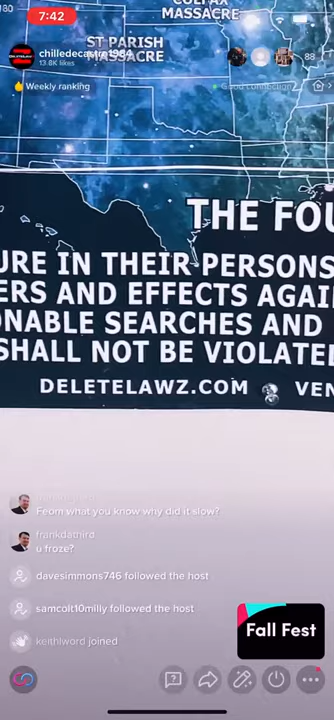 7:42
COLFAX
MASSACRE
ST PARISH
MASSACRE
13.8K likes
88
Weekly ranking
Good connection
THE FOU
URE IN THEIR PERSONS
ERS AND EFFECTS AGAI
ONABLE SEARCHES AND
SHALL NOT BE VIOLATE
DELETELAWZ.COM VEN
From what you know why did it slow?
frankdathird
u froze?
davesimmons746 followed the host
samcolt10milly followed the host
keithlword joined
Fall Fest